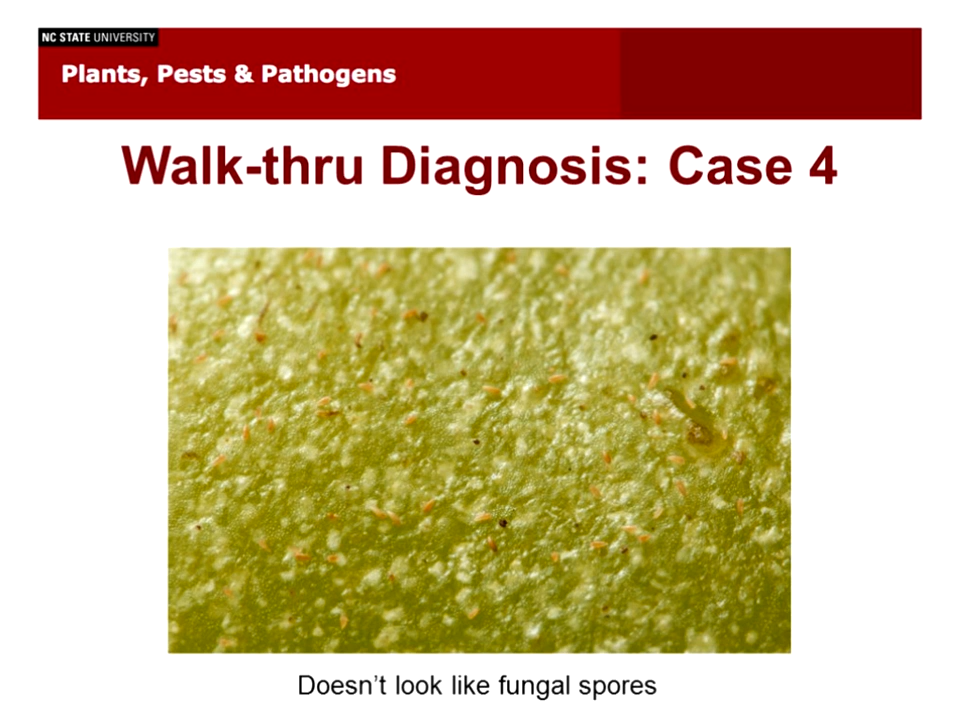 NC STATE UNIVERSITY
Plants, Pests & Pathogens
Walk-thru Diagnosis: Case 4
Doesn’t look like fungal spores